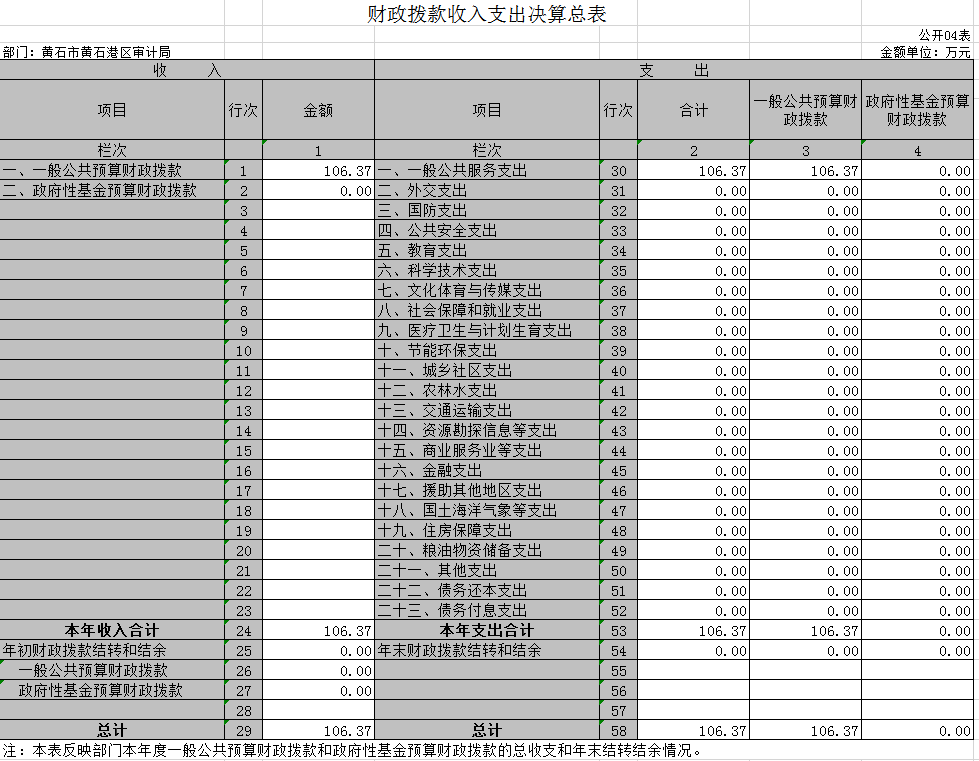 财政拨款收入支出决算总表
公开04表
部门：黄石市黄石港区审计局 金额单位：万元
收 入 支 出
项目 行次 金额 项目 行次 合计 一般公共预算财政拨款 政府性基金预算财政拨款
栏次 1 栏次 2 3 4
一、一般公共预算财政拨款 1 106.37 一、一般公共服务支出 30 106.37 106.37 0.00
二、政府性基金预算财政拨款 2 0.00 二、外交支出 31 0.00 0.00 0.00
3 三、国防支出 32 0.00 0.00 0.00
4 四、公共安全支出 33 0.00 0.00 0.00
5 五、教育支出 34 0.00 0.00 0.00
6 六、科学技术支出 35 0.00 0.00 0.00
7 七、文化体育与传媒支出 36 0.00 0.00 0.00
8 八、社会保障和就业支出 37 0.00 0.00 0.00
9 九、医疗卫生与计划生育支出 38 0.00 0.00 0.00
10 十、节能环保支出 39 0.00 0.00 0.00
11 十一、城乡社区支出 40 0.00 0.00 0.00
12 十二、农林水支出 41 0.00 0.00 0.00
13 十三、交通运输支出 42 0.00 0.00 0.00
14 十四、资源勘探信息等支出 43 0.00 0.00 0.00
15 十五、商业服务业等支出 44 0.00 0.00 0.00
16 十六、金融支出 45 0.00 0.00 0.00
17 十七、援助其他地区支出 46 0.00 0.00 0.00
18 十八、国土海洋气象等支出 47 0.00 0.00 0.00
19 十九、住房保障支出 48 0.00 0.00 0.00
20 二十、粮油物资储备支出 49 0.00 0.00 0.00
21 二十一、其他支出 50 0.00 0.00 0.00
22 二十二、债务还本支出 51 0.00 0.00 0.00
23 二十三、债务付息支出 52 0.00 0.00 0.00
本年收入合计 24 106.37 本年支出合计 53 106.37 106.37 0.00
年初财政拨款结转和结余 25 0.00 年末财政拨款结转和结余 54 0.00 0.00 0.00
一般公共预算财政拨款 26 0.00 55
政府性基金预算财政拨款 27 0.00 56
28 57
总计 29 106.37 总计 58 106.37 106.37 0.00
注：本表反映部门本年度一般公共预算财政拨款和政府性基金预算财政拨款的总收支和年末结转结余情况。